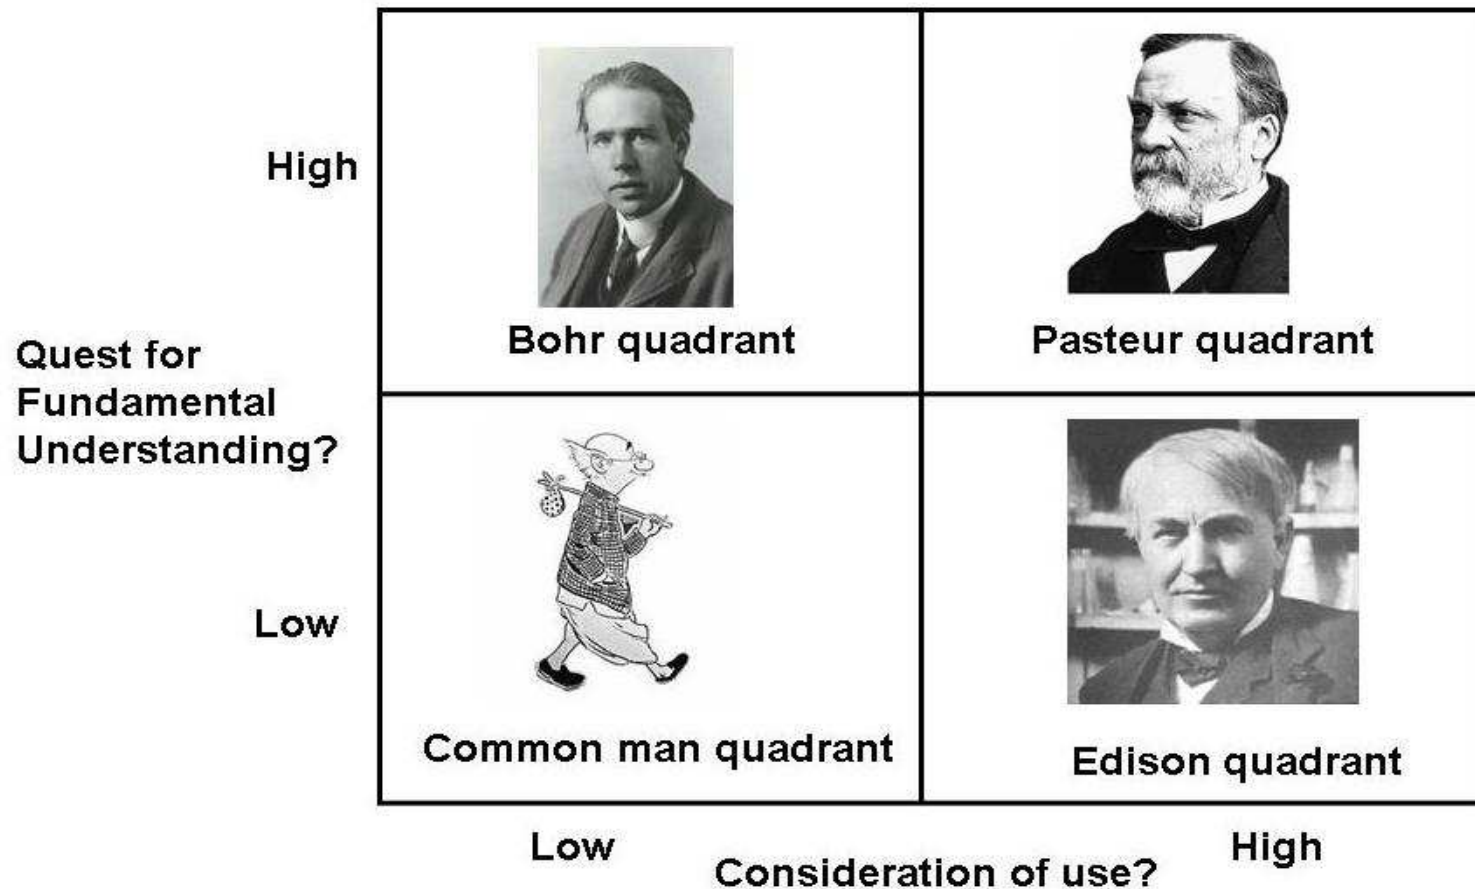 High
Bohr quadrant
Pasteur quadrant
Quest for
Fundamental
Understanding?
Low
Common man quadrant
Edison quadrant
Low
High
Consideration of use?